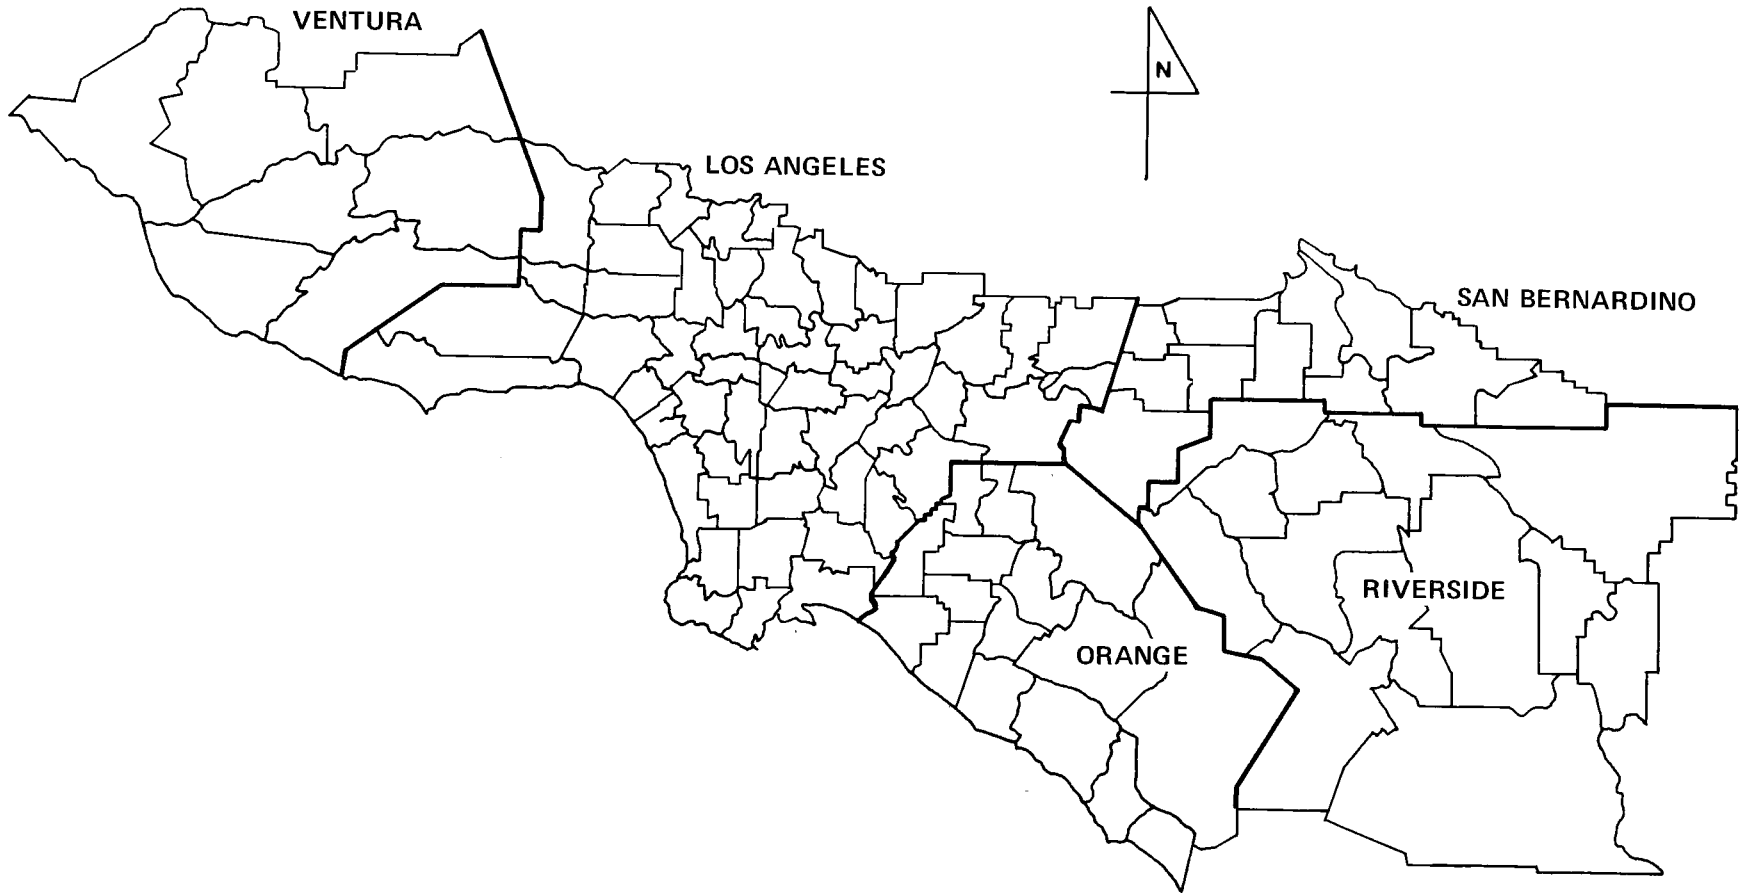 VENTURA
N
LOS ANGELES
SAN BERNARDINO
RIVERSIDE
ORANGE